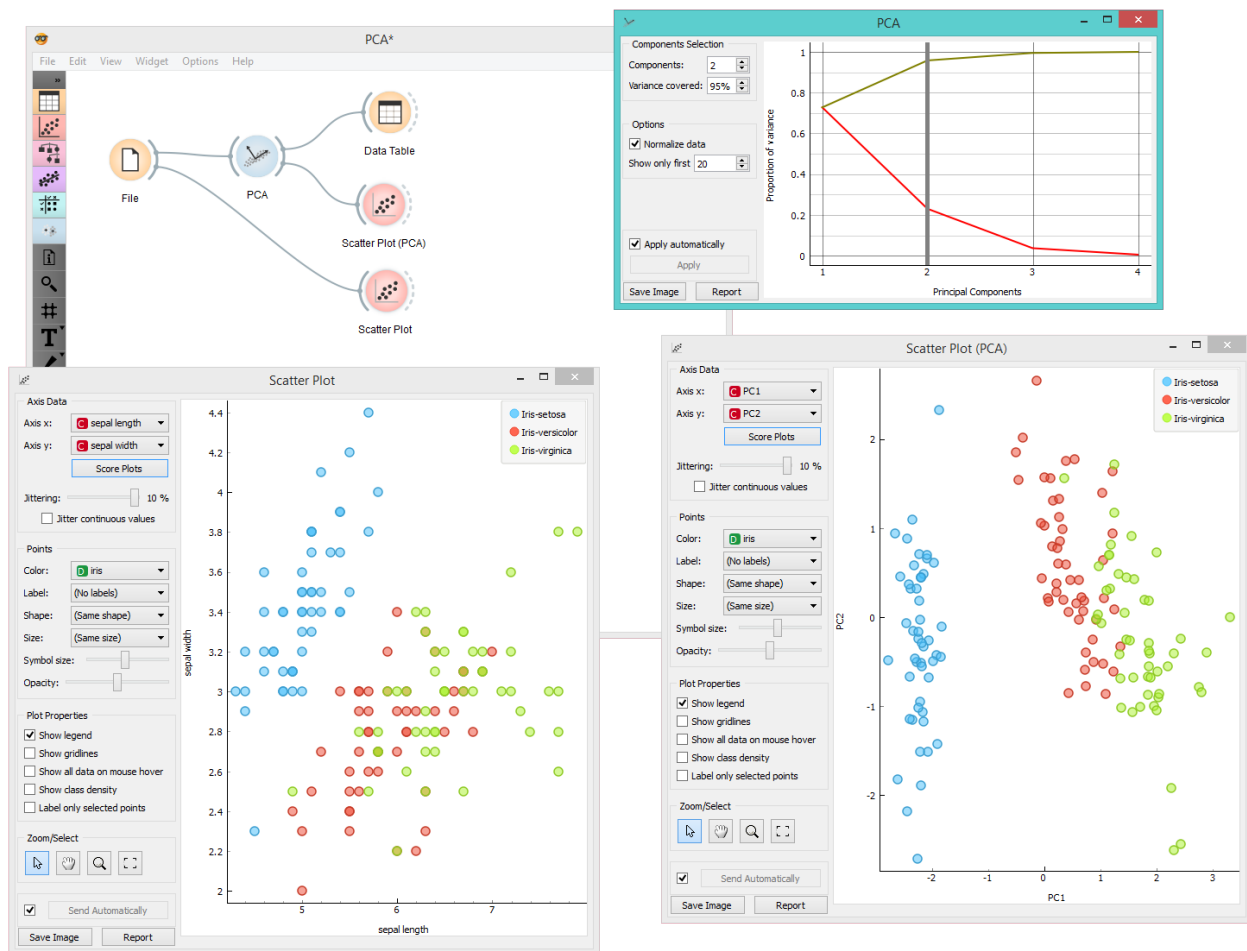 PCA*
File Edit View Widget Options Help
»
File
PCA
Data Table
Scatter Plot (PCA)
Scatter Plot
T
PCA
Components Selection
Components: 2
Variance covered: 95%
Options
Normalize data
Show only first 20
Apply automatically
Apply
Save Image Report
Proportion of variance
1
0.8
0.6
0.4
0.2
0
1 2 3 4
Principal Components
Scatter Plot
Axis Data
Axis x: C sepal length
Axis y: C sepal width
Score Plots
Jittering: 10 %
Jitter continuous values
Points
Color: D iris
Label: (No labels)
Shape: (Same shape)
Size: (Same size)
Symbol size:
Opacity:
Plot Properties
Show legend
Show gridlines
Show all data on mouse hover
Show class density
Label only selected points
Zoom/Select
Send Automatically
Save Image Report
sepal width
4.4
4.2
4
3.8
3.6
3.4
3.2
3
2.8
2.6
2.4
2.2
2
5 6 7
sepal length
Iris-setosa
Iris-versicolor
Iris-virginica
Scatter Plot (PCA)
Axis Data
Axis x: C PC1
Axis y: C PC2
Score Plots
Jittering: 10 %
Jitter continuous values
Points
Color: D iris
Label: (No labels)
Shape: (Same shape)
Size: (Same size)
Symbol size:
Opacity:
Plot Properties
Show legend
Show gridlines
Show all data on mouse hover
Show class density
Label only selected points
Zoom/Select
Send Automatically
Save Image Report
PC2
2
1
0
-1
-2
-2 -1 0 1 2 3
PC1
Iris-setosa
Iris-versicolor
Iris-virginica